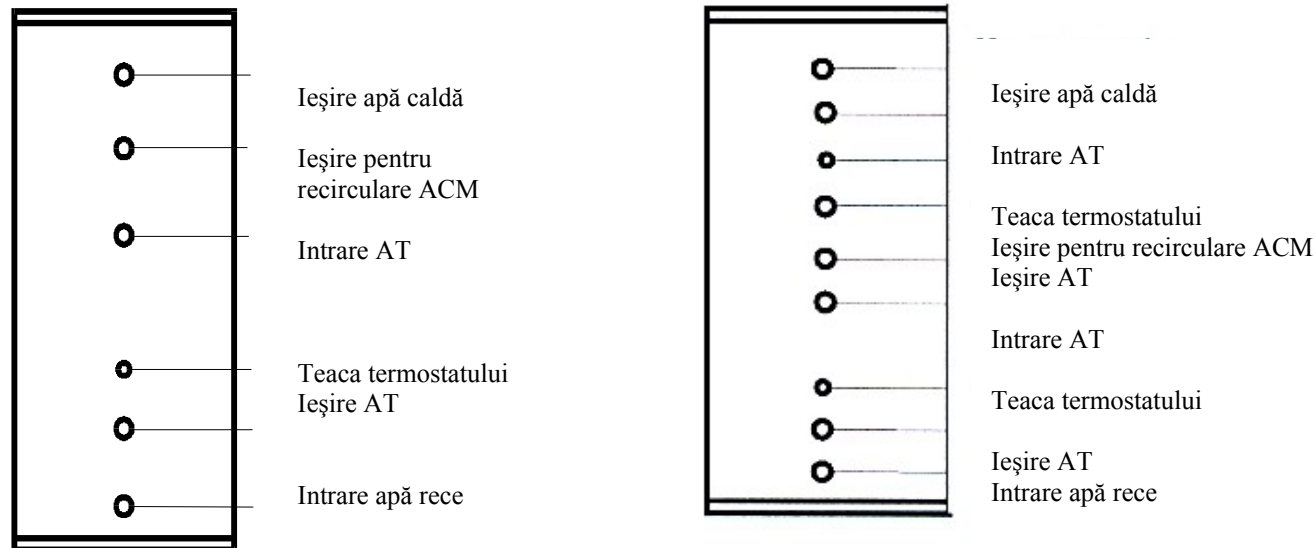 Ieşire apă caldă
Ieşire pentru
recirculare ACM
Intrare AT
Teaca termostatului
Ieşire AT
Intrare apă rece
Ieşire apă caldă
Intrare AT
Teaca termostatului
Ieşire pentru recirculare ACM
Ieşire AT
Intrare AT
Teaca termostatului
Ieşire AT
Intrare apă rece